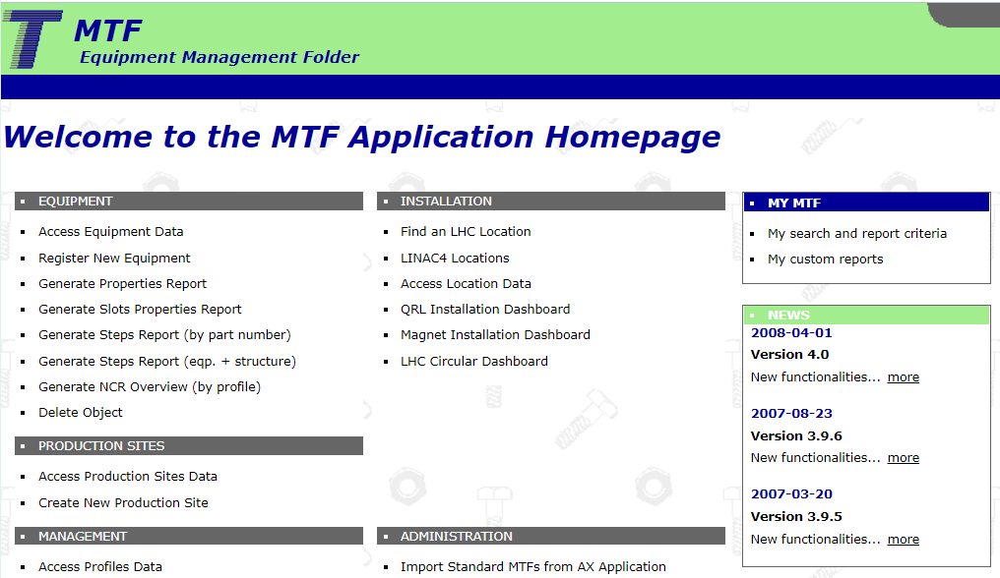 MTF
Equipment Management Folder
Welcome to the MTF Application Homepage
EQUIPMENT
Access Equipment Data
Register New Equipment
Generate Properties Report
Generate Slots Properties Report
Generate Steps Report (by part number)
Generate Steps Report (eqp. + structure)
Generate NCR Overview (by profile)
Delete Object
PRODUCTION SITES
Access Production Sites Data
Create New Production Site
MANAGEMENT
Access Profiles Data
INSTALLATION
Find an LHC Location
LINAC4 Locations
Access Location Data
QRL Installation Dashboard
Magnet Installation Dashboard
LHC Circular Dashboard
ADMINISTRATION
Import Standard MTFs from AX Application
MY MTF
My search and report criteria
My custom reports
NEWS
2008-04-01
Version 4.0
New functionalities... more
2007-08-23
Version 3.9.6
New functionalities... more
2007-03-20
Version 3.9.5
New functionalities... more